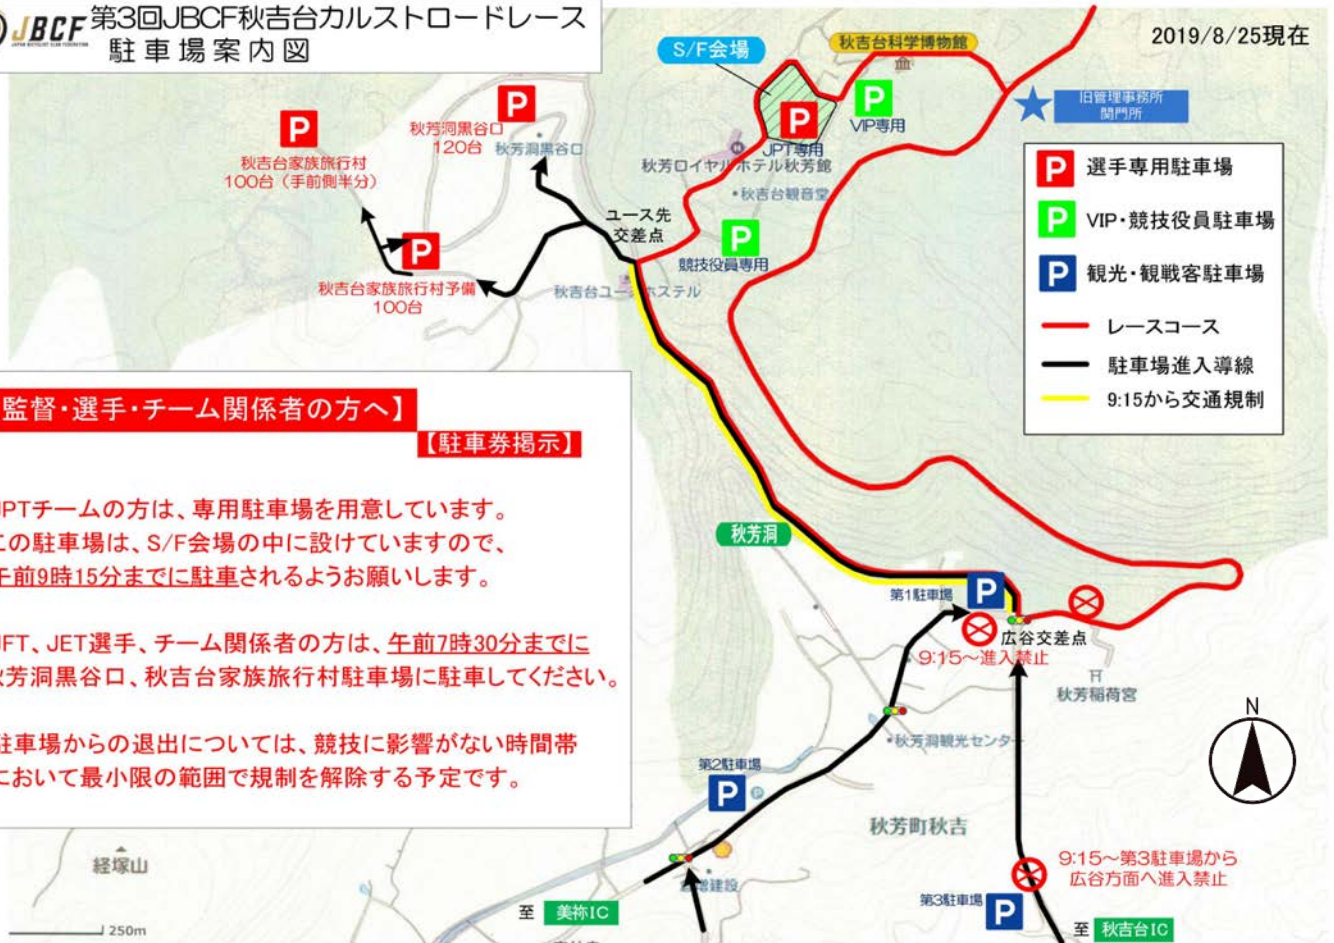 JBCF 第3回JBCF秋吉台カルストロードレース
駐車場案内図
2019/8/25現在
S/F会場
秋吉台科学博物館
旧管理事務所
関門所
P
VIP専用
P
JPT専用
P
秋芳洞黒谷口
120台
秋芳洞黒谷口
P
秋吉台家族旅行村
100台（手前側半分）
秋芳ロイヤルホテル秋芳館
秋吉台観音堂
ユース先
交差点
P
競技役員専用
P
秋吉台家族旅行村予備
100台
秋吉台ユースホステル
P 選手専用駐車場
P VIP・競技役員駐車場
P 観光・観戦客駐車場
レースコース
駐車場進入導線
9:15から交通規制
監督・選手・チーム関係者の方へ】
【駐車券掲示】
JPTチームの方は、専用駐車場を用意しています。
この駐車場は、S/F会場の中に設けていますので、
午前9時15分までに駐車されるようお願いします。
JFT、JET選手、チーム関係者の方は、午前7時30分までに
秋芳洞黒谷口、秋吉台家族旅行村駐車場に駐車してください。
駐車場からの退出については、競技に影響がない時間帯
において最小限の範囲で規制を解除する予定です。
秋芳洞
第1駐車場
P
広谷交差点
9:15～進入禁止
秋芳稲荷宮
N
秋芳洞観光センター
第2駐車場
P
P
秋芳町秋吉
経塚山
250m
建設
至 美祢IC
9:15～第3駐車場から
広谷方面へ進入禁止
第3駐車場
P
至 秋吉台IC